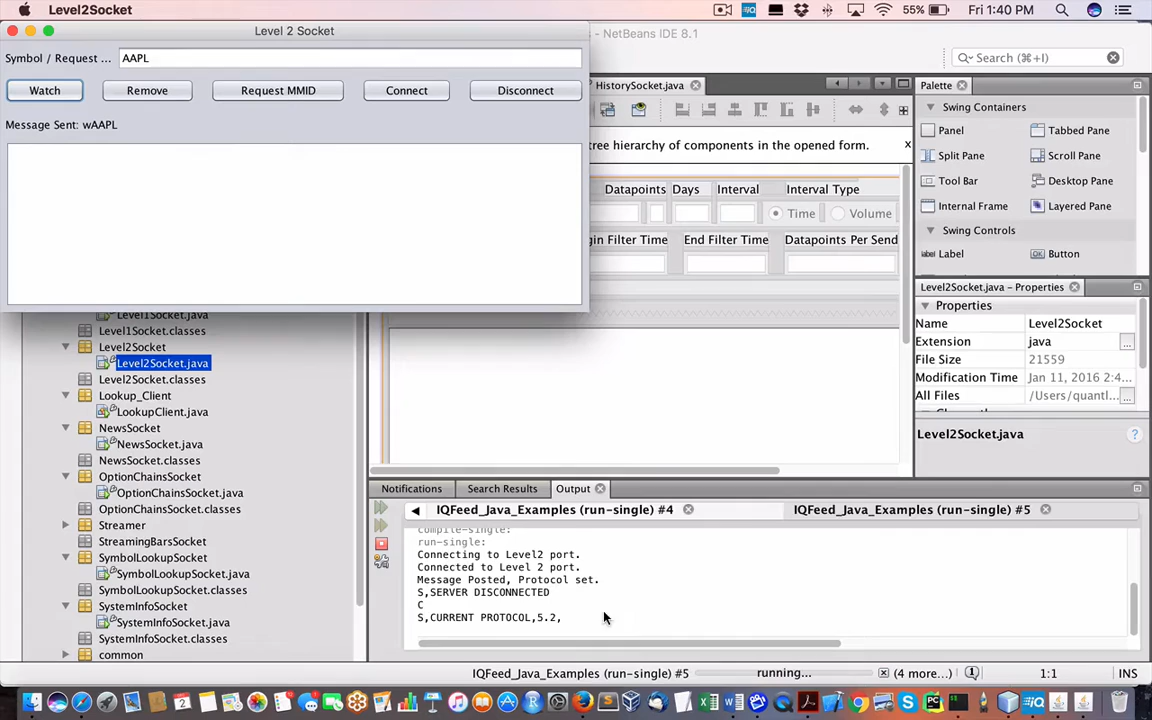 Level2Socket
55%
Fri 1:40 PM
Level 2 Socket
- NetBeans IDE 8.1
Symbol / Request ...
AAPL
Search (⌘+I)
Watch
Remove
Request MMID
Connect
Disconnect
HistorySocket.java
Palette
Swing Containers
Message Sent: wAAPL
Panel
Tabbed Pane
tree hierarchy of components in the opened form.
Split Pane
Scroll Pane
Tool Bar
Desktop Pane
Internal Frame
Layered Pane
Datapoints
Days
Interval
Interval Type
Time
Volume
Swing Controls
Filter Time
End Filter Time
Datapoints Per Send
Label
Button
Level2Socket.java – Properties
Properties
Name
Level2Socket
Extension
java
...
File Size
21559
Modification Time
Jan 11, 2016 2:4...
All Files
/Users/quantl...
...
Level2Socket.java
?
Level1Socket.java
Level1Socket.classes
Level2Socket
Level2Socket.java
Level2Socket.classes
Lookup_Client
LookupClient.java
NewsSocket
NewsSocket.java
NewsSocket.classes
OptionChainsSocket
OptionChainsSocket.java
OptionChainsSocket.classes
Streamer
StreamingBarsSocket
SymbolLookupSocket
SymbolLookupSocket.java
SymbolLookupSocket.classes
SystemInfoSocket
SystemInfoSocket.java
SystemInfoSocket.classes
common
Notifications
Search Results
Output
IQFeed_Java_Examples (run-single) #4
IQFeed_Java_Examples (run-single) #5
compile-single:
run-single:
Connecting to Level2 port.
Connected to Level 2 port.
Message Posted, Protocol set.
S,SERVER DISCONNECTED
C
S,CURRENT PROTOCOL,5.2,
IQFeed_Java_Examples (run-single) #5
running...
(4 more...)
1:1
INS